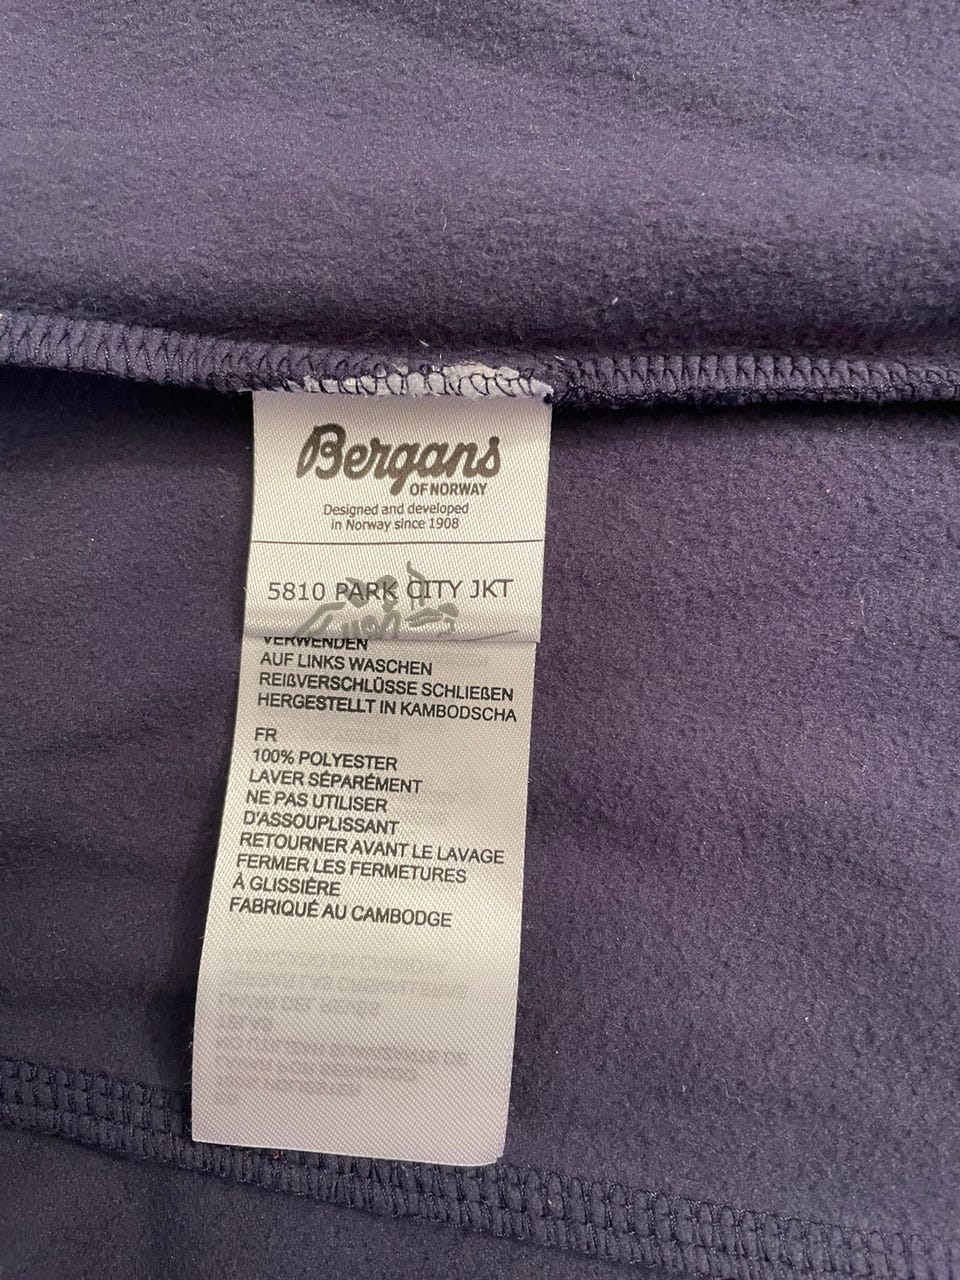 Bergans
OF NORWAY
Designed and developed
in Norway since 1908
5810 PARK CITY JKT
VERWENDEN
AUF LINKS WASCHEN
REIßVERSCHLÜSSE SCHLIEßEN
HERGESTELLT IN KAMBODSCHA
FR
100% POLYESTER
LAVER SÉPARÉMENT
NE PAS UTILISER
D'ASSOUPLISSANT
RETOURNER AVANT LE LAVAGE
FERMER LES FERMETURES
À GLISSIÈRE
FABRIQUÉ AU CAMBODGE